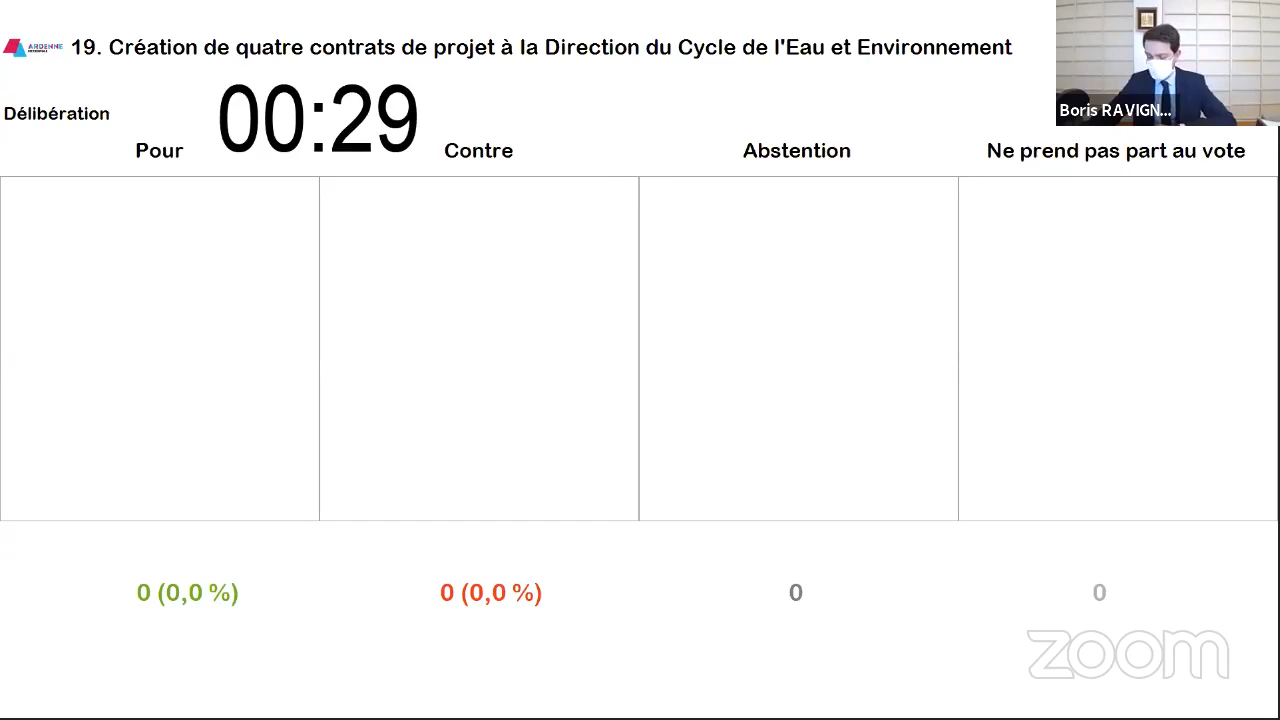 ARDENNE
19. Création de quatre contrats de projet à la Direction du Cycle de l'Eau et Environnement
Boris RAVIGN...
Délibération
00:29
Pour
Contre
Abstention
Ne prend pas part au vote
0 (0,0 %)
0 (0,0 %)
0
0
zoom